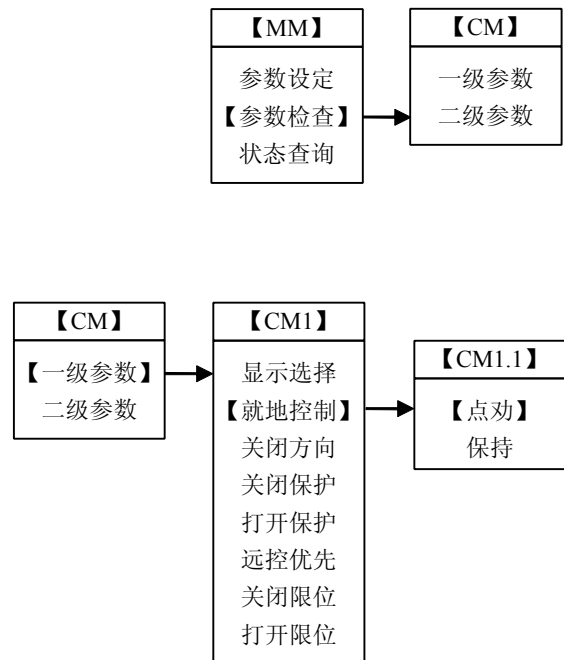 【MM】
参数设定
【参数检查】
状态查询
【CM】
一级参数
二级参数
【CM】
【一级参数】
二级参数
【CM1】
显示选择
【就地控制】
关闭方向
关闭保护
打开保护
远控优先
关闭限位
打开限位
【CM1.1】
【点劝】
保持